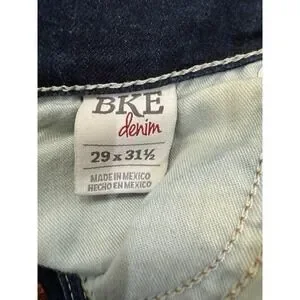 BKE
denim
29 x 31½
MADE IN MEXICO
HECHO EN MEXICO